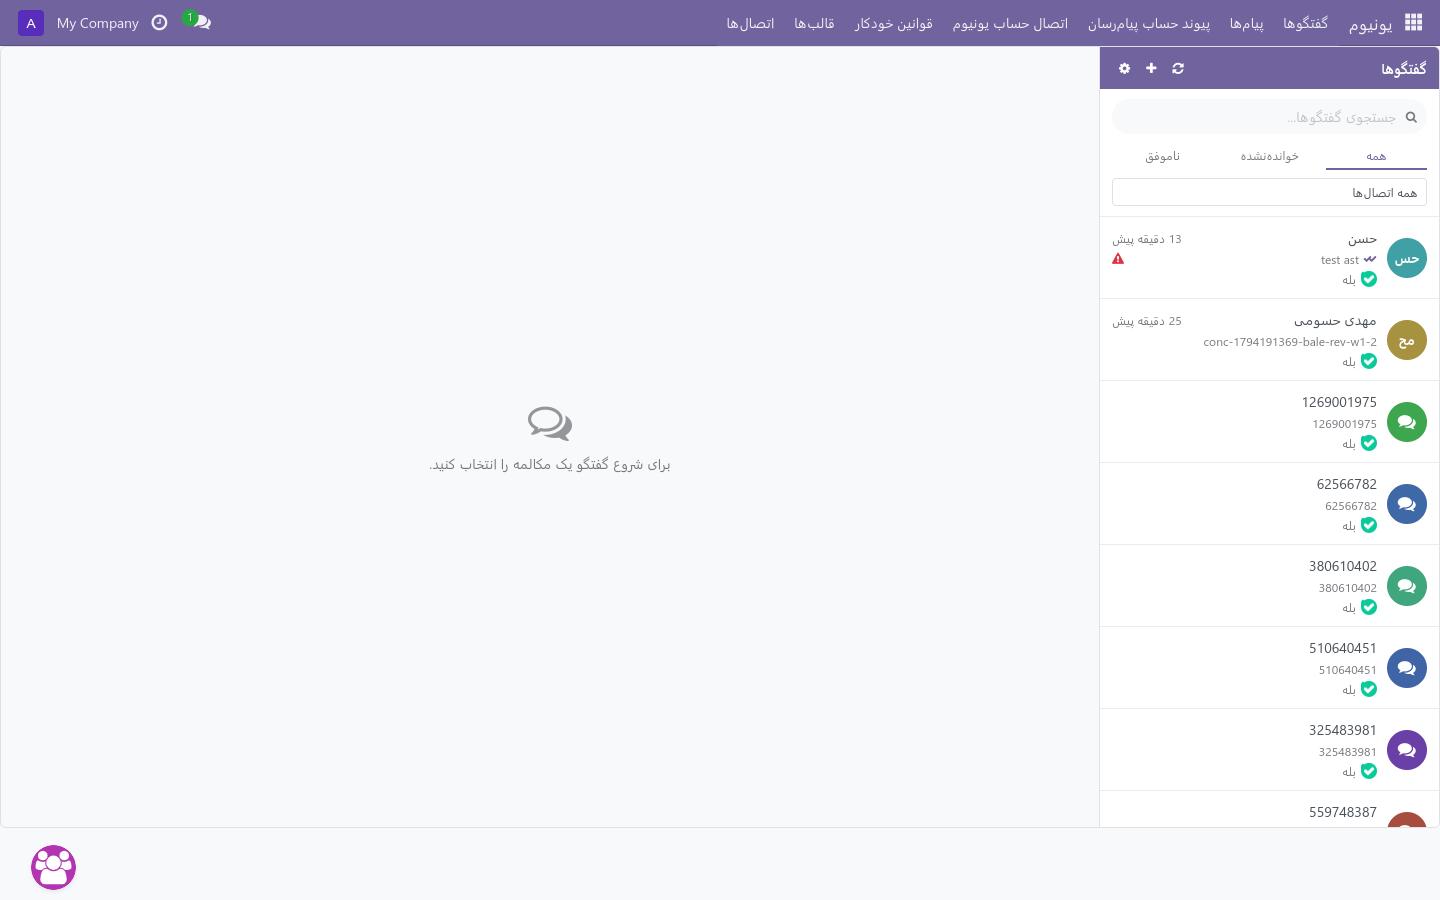 یونیوم گفتگوها پیام‌ها پیوند حساب پیام‌رسان اتصال حساب یونیوم قوانین خودکار قالب‌ها اتصال‌ها 1 My Company A
گفتگوها
جستجوی گفتگوها...
همه خوانده‌نشده ناموفق
همه اتصال‌ها
حس
حسن 13 دقیقه پیش
test ast
بله
مح
مهدی حسومی 25 دقیقه پیش
conc-1794191369-bale-rev-w1-2
بله
1269001975
1269001975
بله
62566782
62566782
بله
380610402
380610402
بله
510640451
510640451
بله
325483981
325483981
بله
559748387
برای شروع گفتگو یک مکالمه را انتخاب کنید.